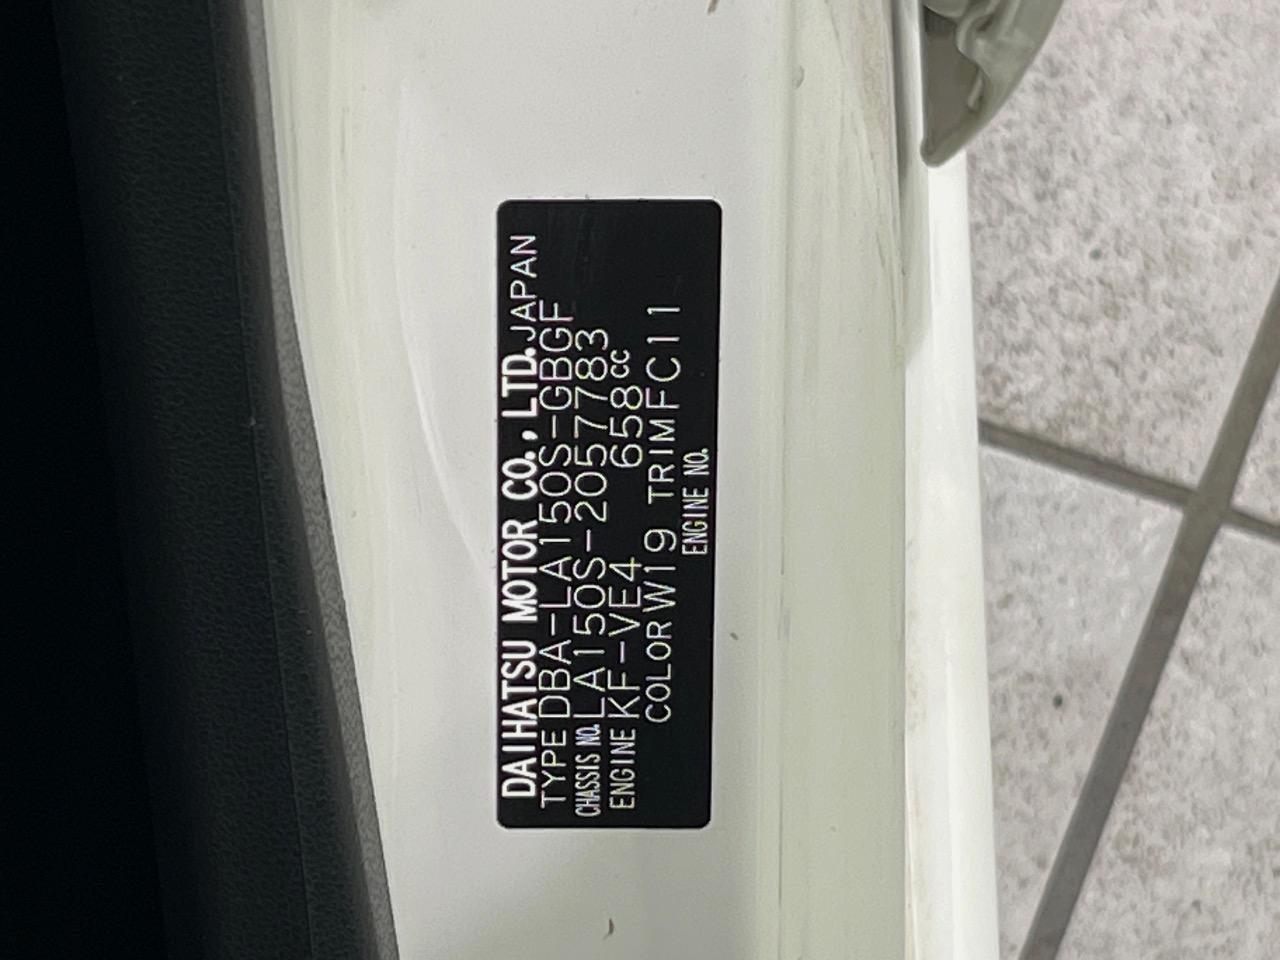 DAIHATSU MOTOR CO., LTD. JAPAN
TYPE DBA-LA150S-GBGF
CHASSIS NO. LA150S-2057783
ENGINE KF-VE4 658cc
COLOR W19 TRIM FC11
ENGINE NO.